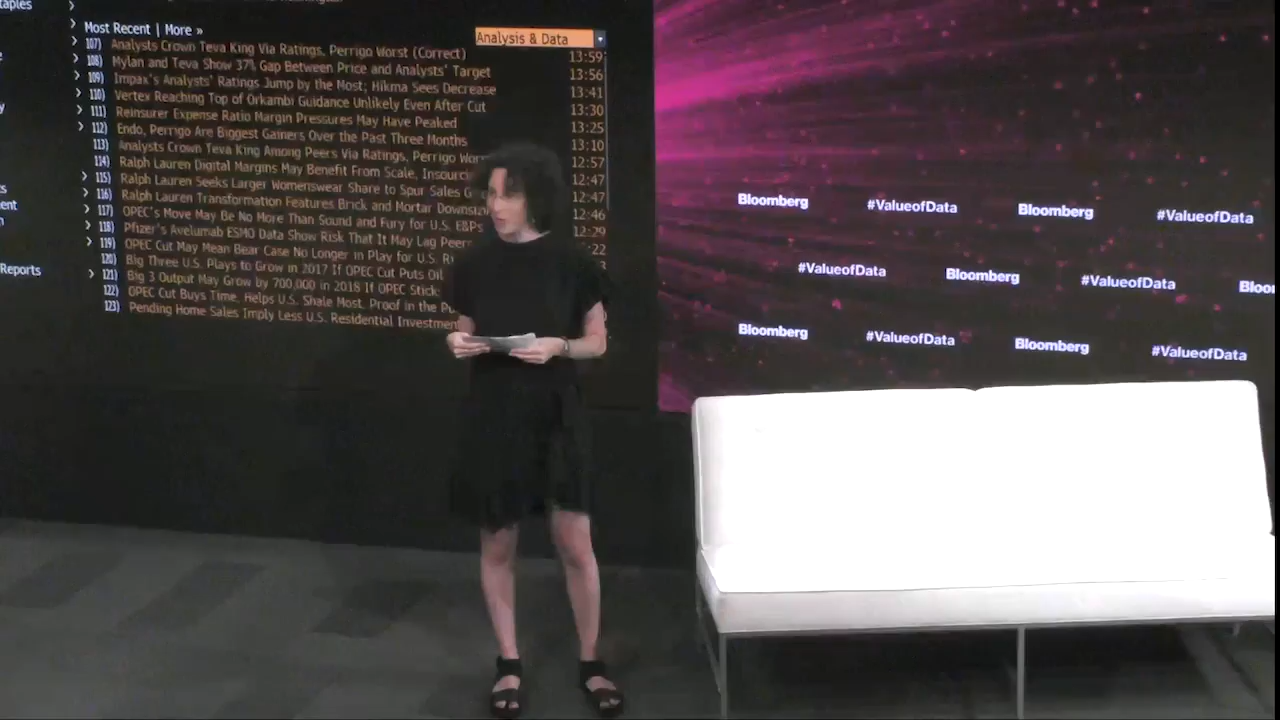 Most Recent | More »
Analysis & Data
107) Analysts Crown Teva King Via Ratings, Perrigo Worst (Correct) 13:59
108) Mylan and Teva Show 37% Gap Between Price and Analysts' Target 13:56
109) Impax's Analysts' Ratings Jump by the Most; Hikma Sees Decrease 13:41
110) Vertex Reaching Top of Orkambi Guidance Unlikely Even After Cut 13:30
111) Reinsurer Expense Ratio Margin Pressures May Have Peaked 13:25
112) Endo, Perrigo Are Biggest Gainers Over the Past Three Months 13:10
113) Analysts Crown Teva King Among Peers Via Ratings, Perrigo 12:57
114) Ralph Lauren Digital Margins May Benefit From Scale, 12:47
115) Ralph Lauren Seeks Larger Womenswear Share to Spur Sales 12:47
116) Ralph Lauren Transformation Features Brick and Mortar 12:46
117) OPEC's Move May Be No More Than Sound and Fury for U.S. E&Ps 12:29
118) Pfizer's Avelumab ESMO Data Show Risk That It May Lag :22
119) OPEC Cut May Mean Bear Case No Longer in Play for U.S.
120) Big Three U.S. Plays to Grow in 2017 If OPEC Cut Puts Oil
121) Big 3 Output May Grow by 700,000 in 2018 If OPEC
122) OPEC Cut Buys Time, Helps U.S. Shale Most. Proof in the
123) Pending Home Sales Imply Less U.S. Residential
Reports
Bloomberg #ValueofData Bloomberg #ValueofData
#ValueofData Bloomberg #ValueofData Bloo
Bloomberg #ValueofData Bloomberg #ValueofData